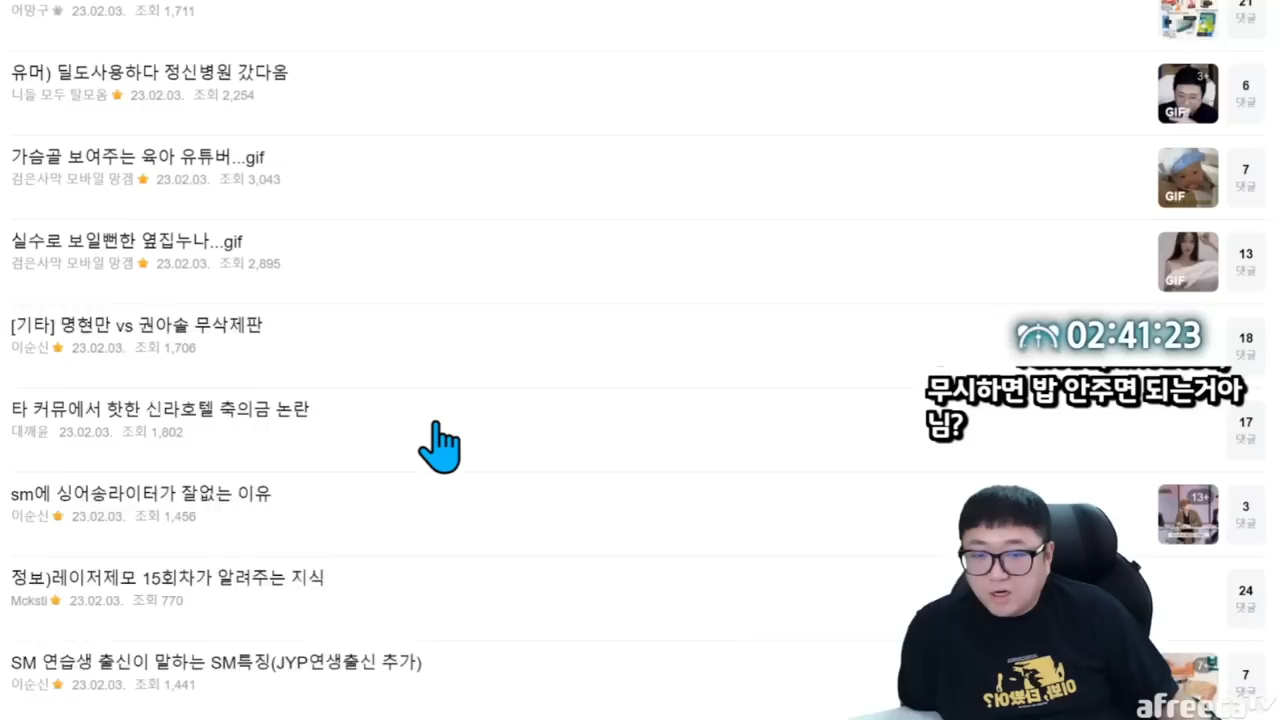 어망구 23.02.03. 조회 1,711
21
댓글
유머) 딜도사용하다 정신병원 갔다옴
니들 모두 탈모옴 23.02.03. 조회 2,254
3+
GIF
6
댓글
가슴골 보여주는 육아 유튜버...gif
검은사막 모바일 망겜 23.02.03. 조회 3,043
GIF
7
댓글
실수로 보일뻔한 옆집누나...gif
검은사막 모바일 망겜 23.02.03. 조회 2,895
GIF
13
댓글
[기타] 명현만 vs 권아솔 무삭제판
이순신 23.02.03. 조회 1,706
02:41:23
18
댓글
무시하면 밥 안주면 되는거아
님?
타 커뮤에서 핫한 신라호텔 축의금 논란
대깨윤 23.02.03. 조회 1,802
17
댓글
sm에 싱어송라이터가 잘없는 이유
이순신 23.02.03. 조회 1,456
13+
3
댓글
정보)레이저제모 15회차가 알려주는 지식
Mcksti 23.02.03. 조회 770
24
댓글
SM 연습생 출신이 말하는 SM특징(JYP연생출신 추가)
이순신 23.02.03. 조회 1,441
7+
7
댓글
afreecaTV